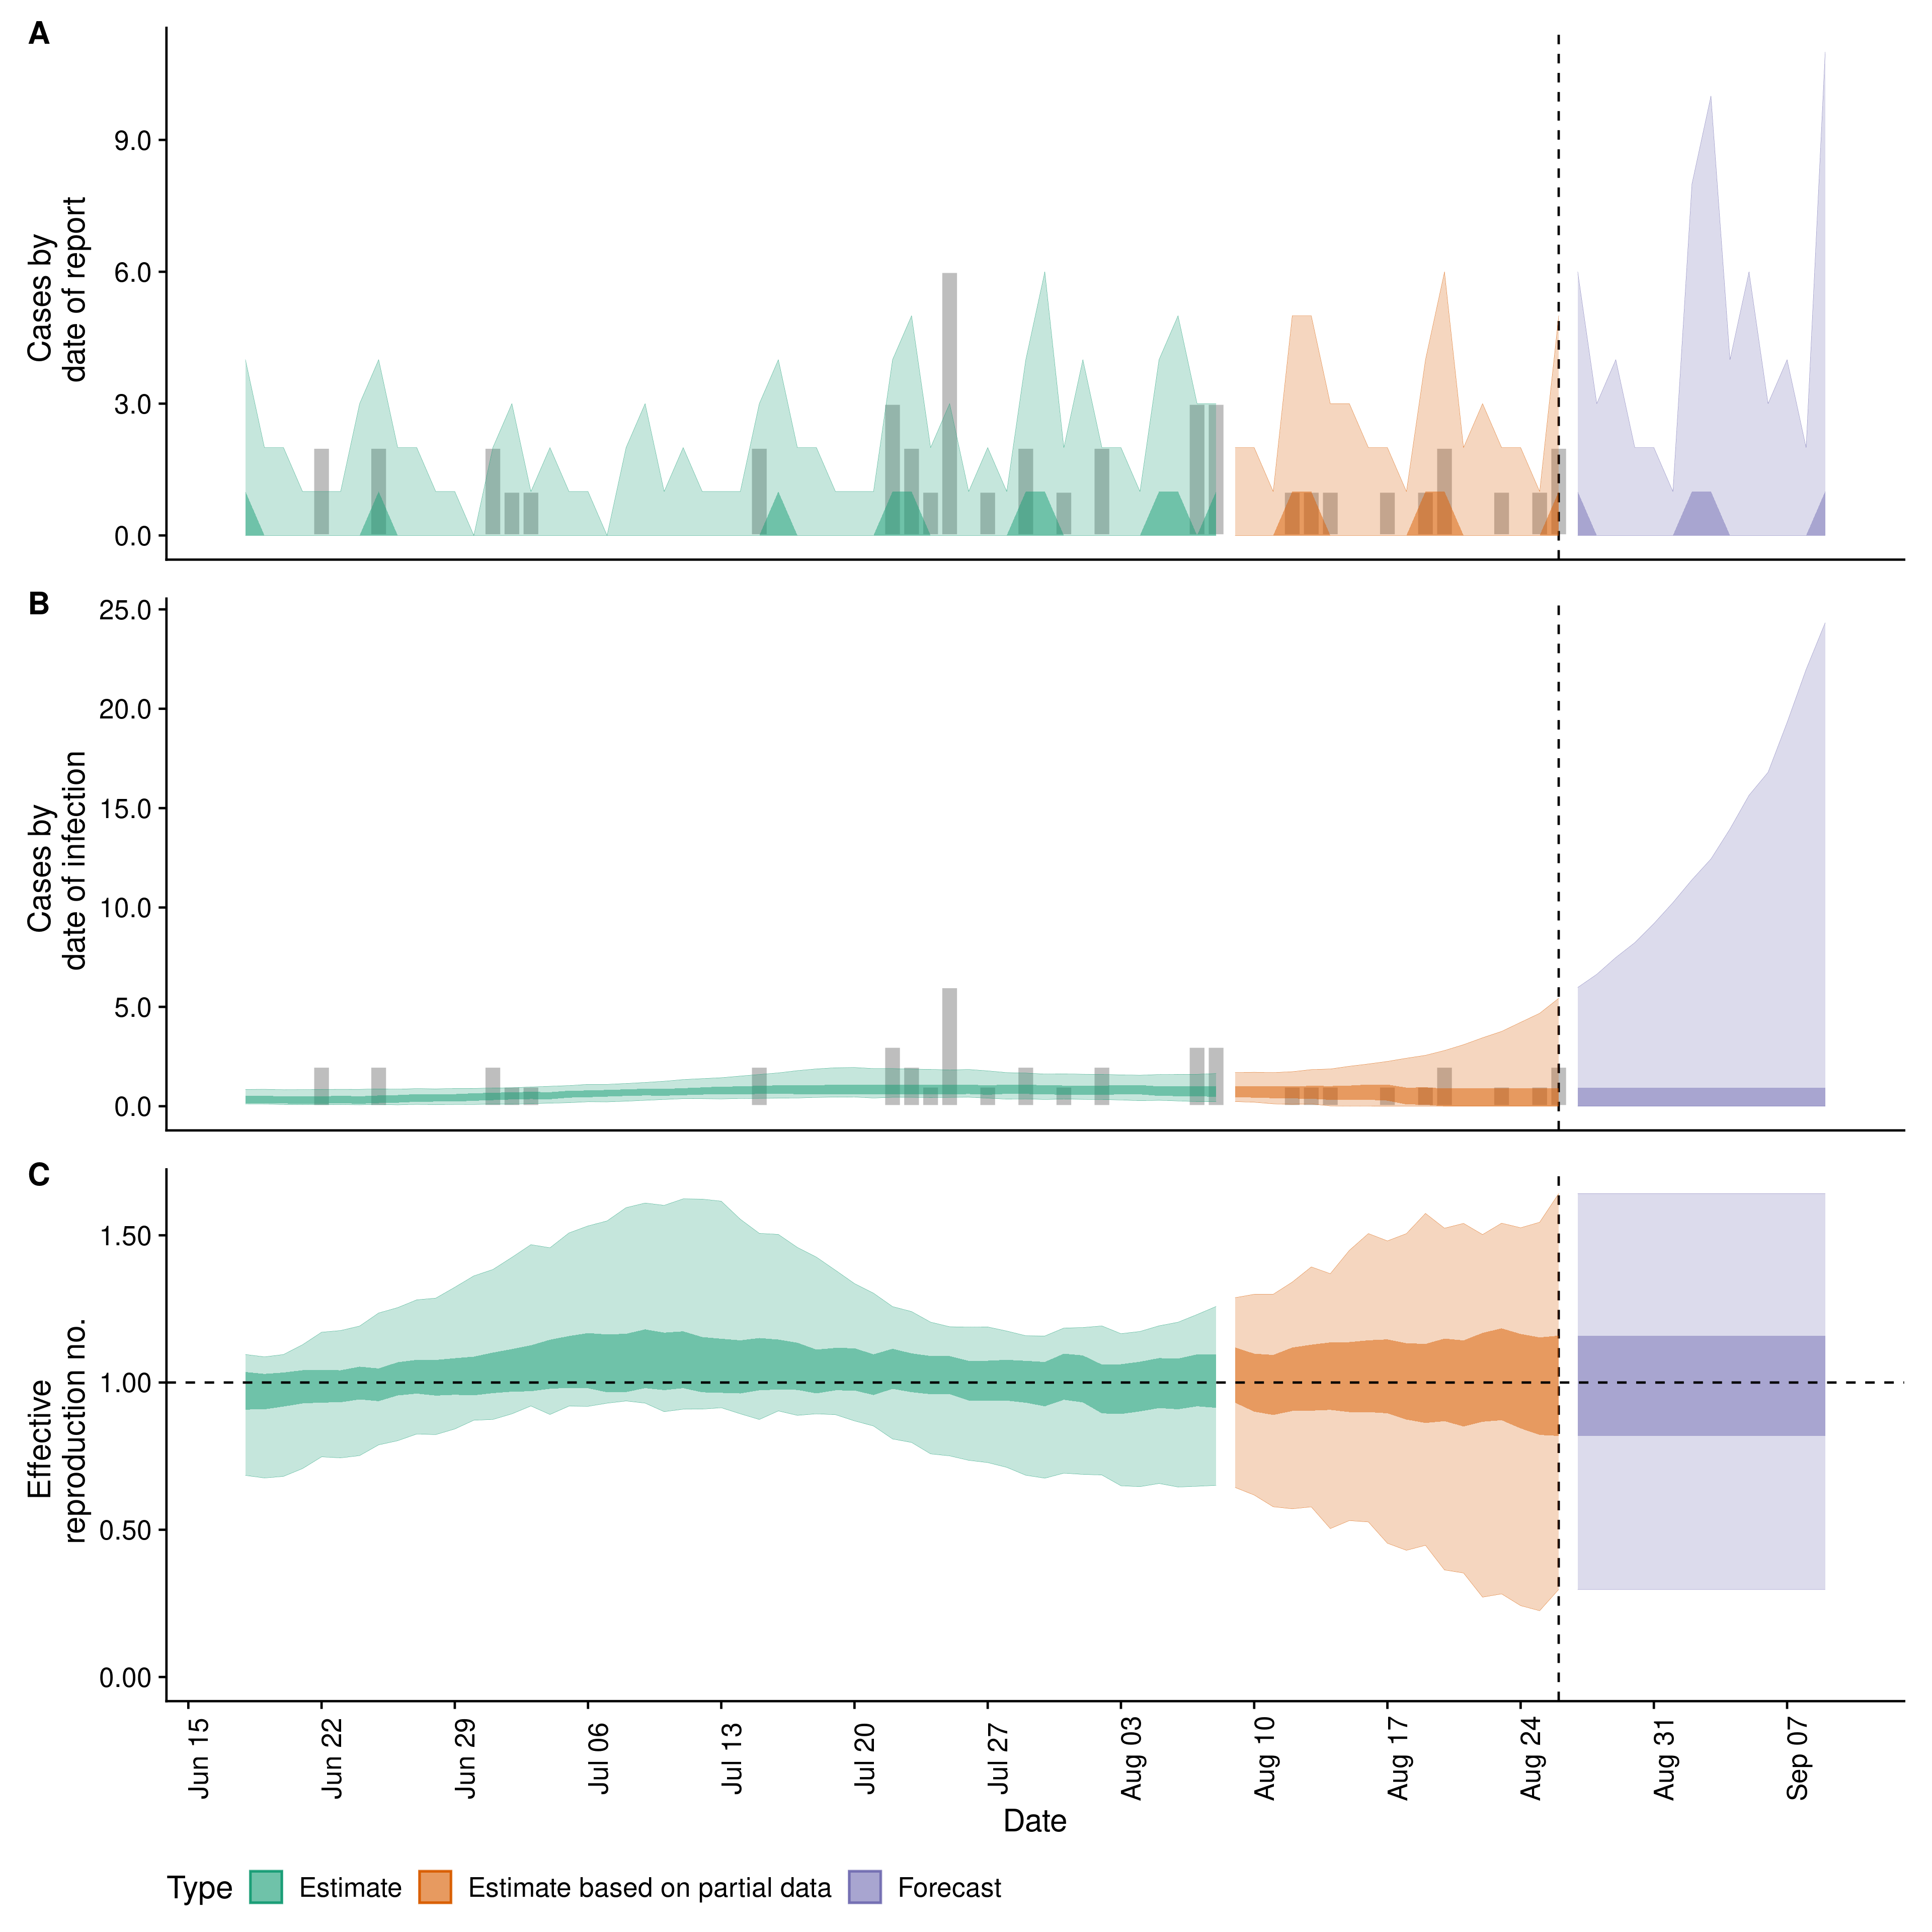 A
Cases by
date of report
9.0
6.0
3.0
0.0
B
Cases by
date of infection
25.0
20.0
15.0
10.0
5.0
0.0
C
Effective
reproduction no.
1.50
1.00
0.50
0.00
Jun 15
Jun 22
Jun 29
Jul 06
Jul 13
Jul 20
Jul 27
Aug 03
Aug 10
Aug 17
Aug 24
Aug 31
Sep 07
Date
Type Estimate Estimate based on partial data Forecast